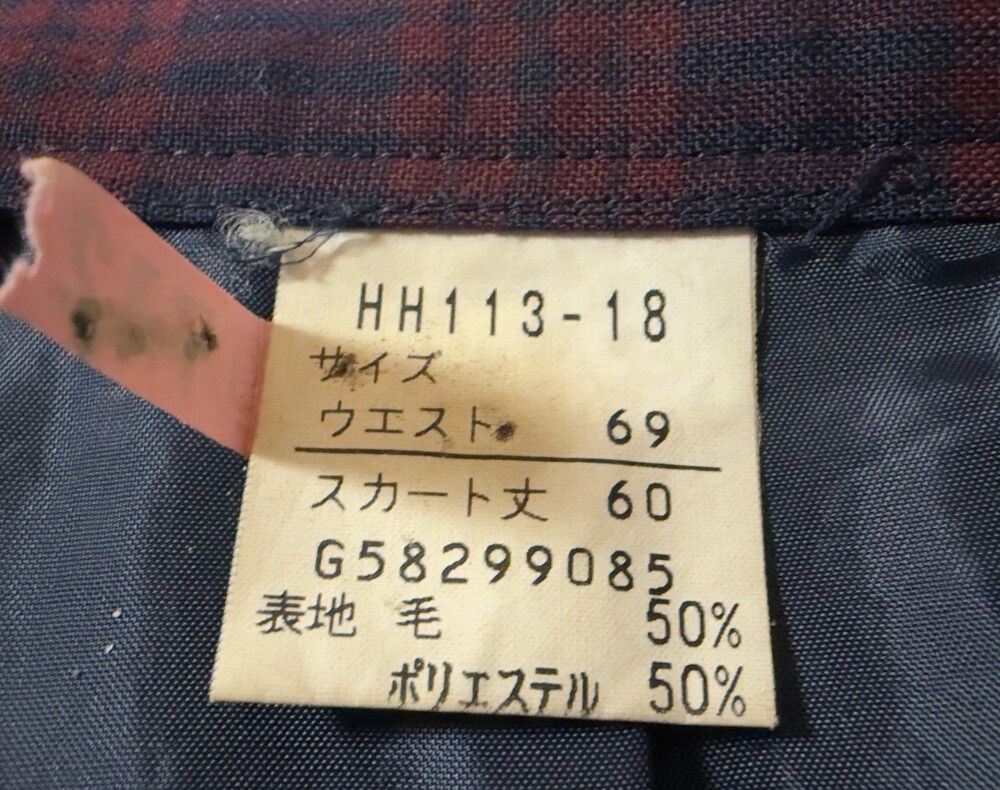 HH113-18
サイズ
ウエスト 69
スカート丈 60
G58299085
表地 毛 50%
ポリエステル 50%